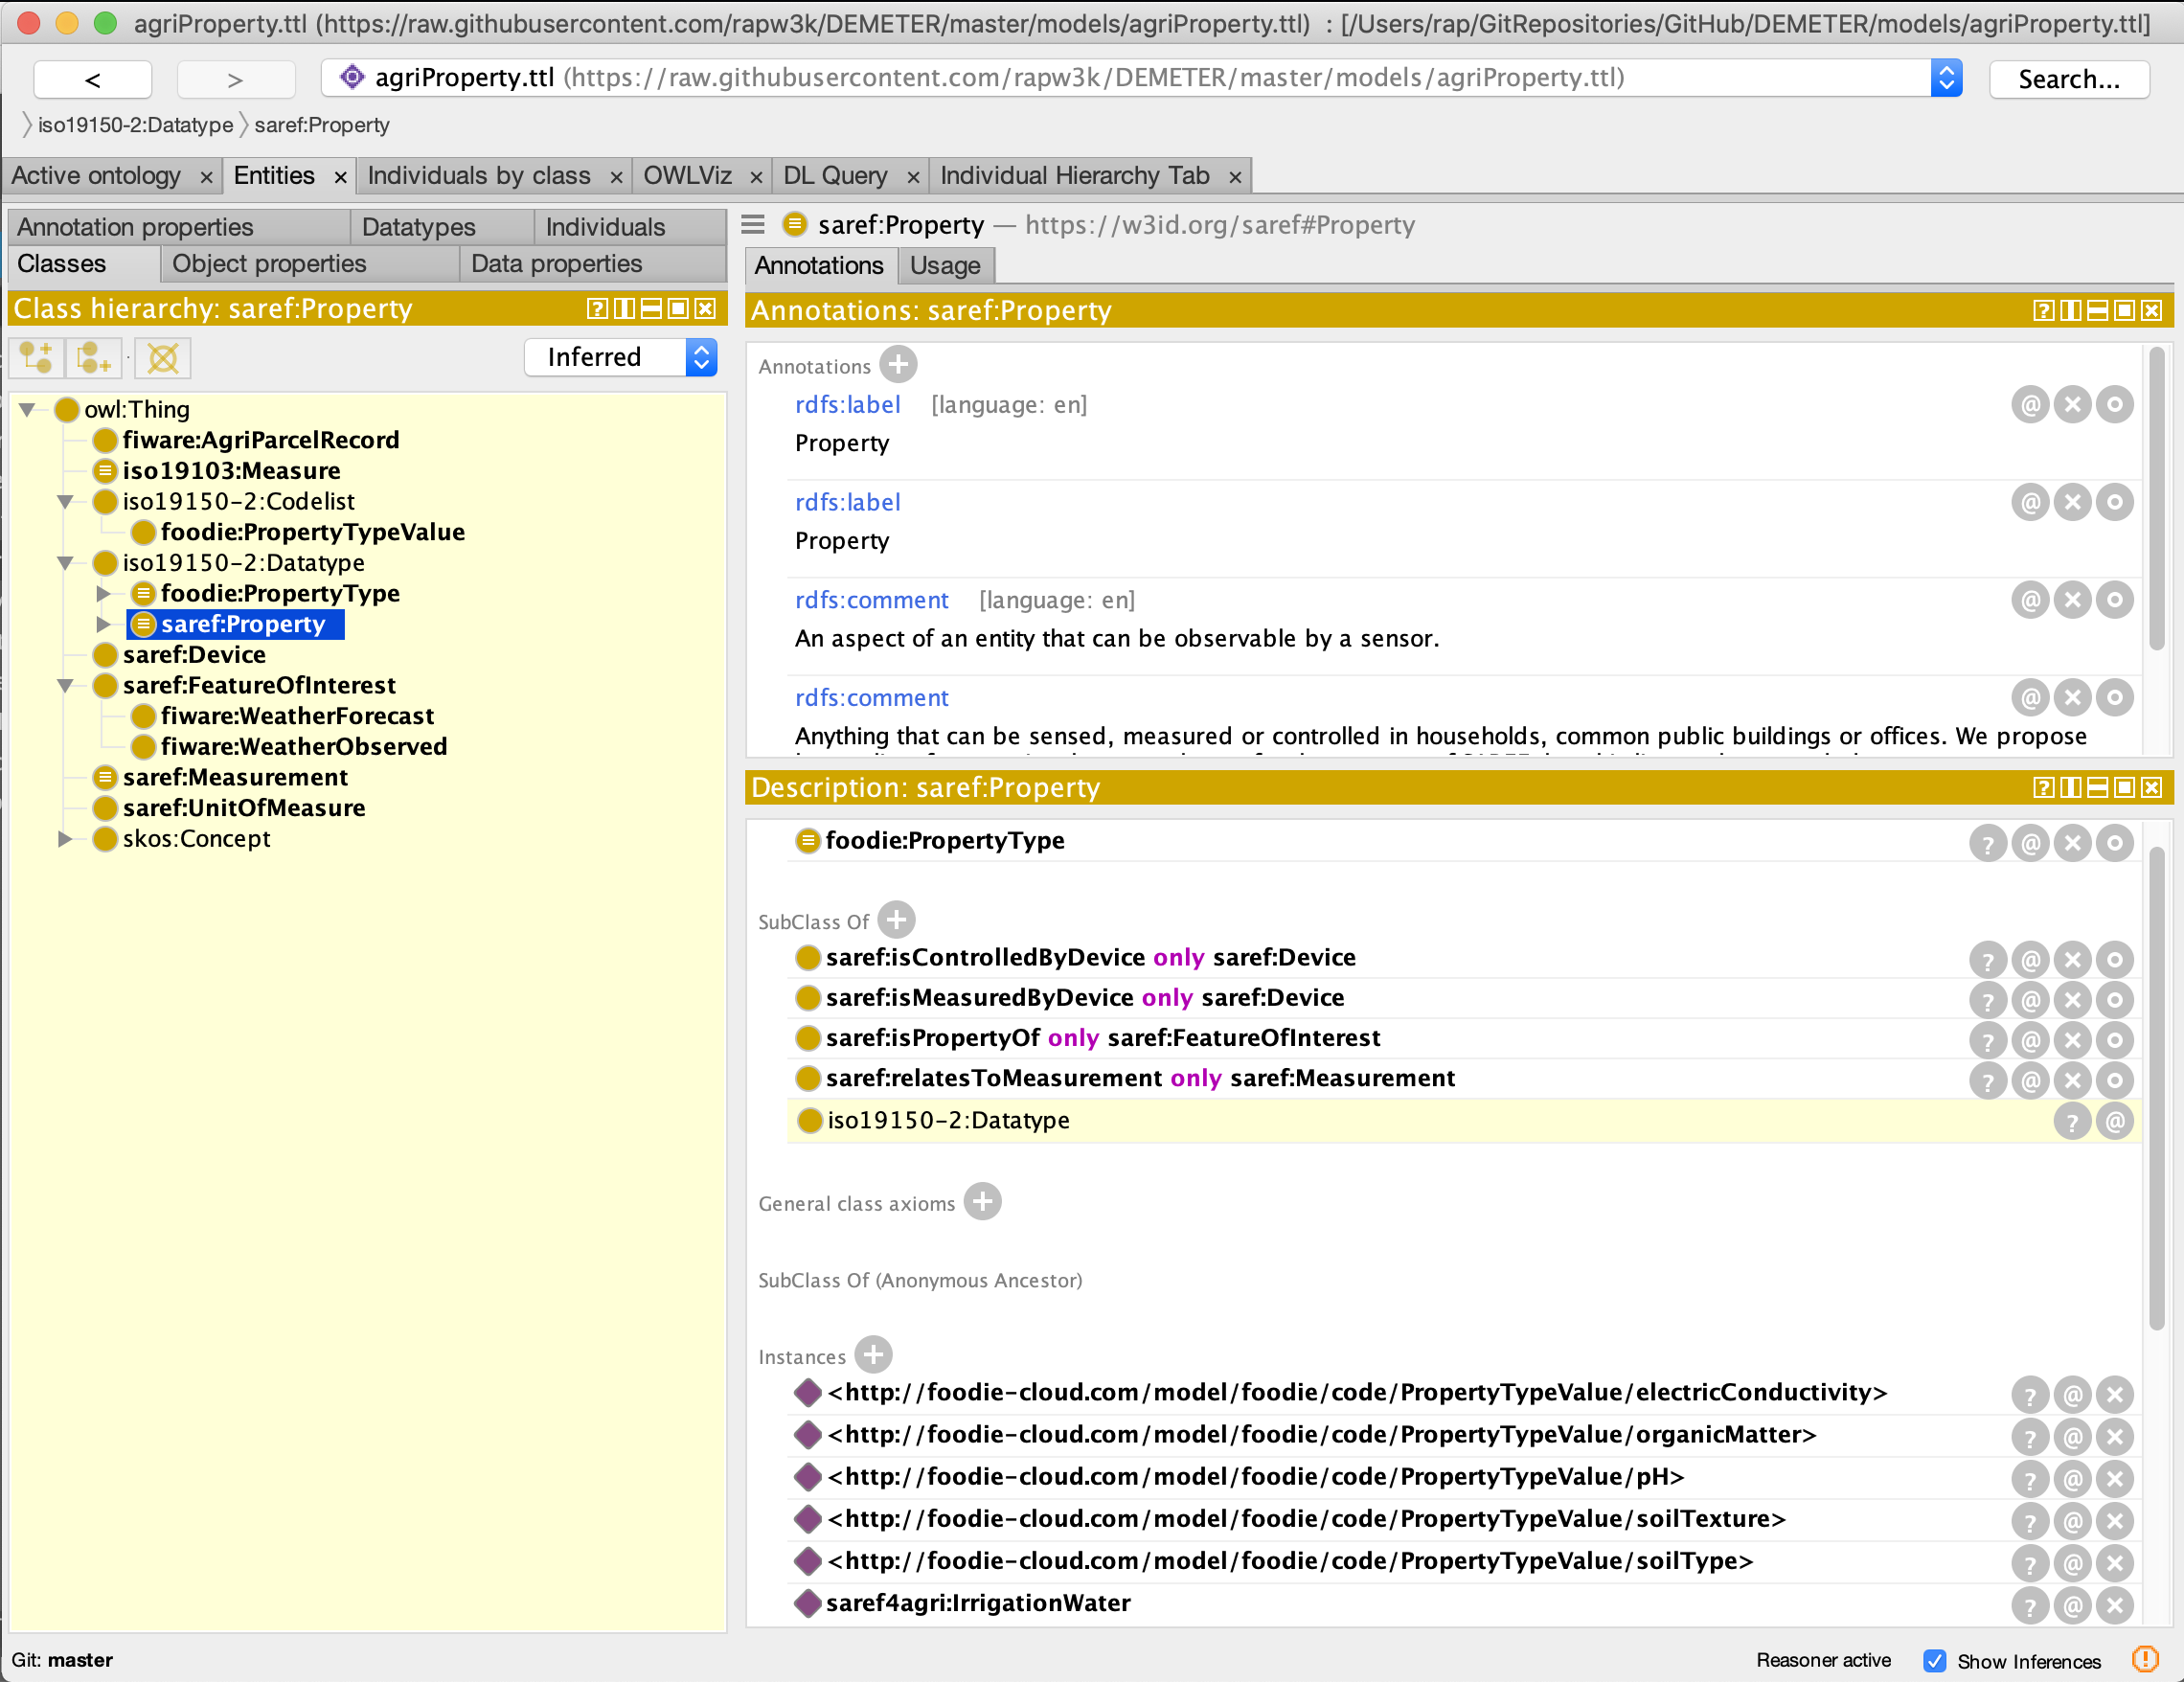 agriProperty.ttl (https://raw.githubusercontent.com/rapw3k/DEMETER/master/models/agriProperty.ttl) : [/Users/rap/GitRepositories/GitHub/DEMETER/models/agriProperty.ttl]
< > agriProperty.ttl (https://raw.githubusercontent.com/rapw3k/DEMETER/master/models/agriProperty.ttl) Search...
iso19150-2:Datatype saref:Property
Active ontology × Entities × Individuals by class × OWLViz × DL Query × Individual Hierarchy Tab ×
Annotation properties Datatypes Individuals
Classes Object properties Data properties
Class hierarchy: saref:Property
Inferred
owl:Thing
fiware:AgriParcelRecord
iso19103:Measure
iso19150-2:Codelist
foodie:PropertyTypeValue
iso19150-2:Datatype
foodie:PropertyType
saref:Property
saref:Device
saref:FeatureOfInterest
fiware:WeatherForecast
fiware:WeatherObserved
saref:Measurement
saref:UnitOfMeasure
skos:Concept
saref:Property — https://w3id.org/saref#Property
Annotations Usage
Annotations: saref:Property
Annotations
rdfs:label [language: en]
Property
rdfs:label
Property
rdfs:comment [language: en]
An aspect of an entity that can be observable by a sensor.
rdfs:comment
Anything that can be sensed, measured or controlled in households, common public buildings or offices. We propose
Description: saref:Property
foodie:PropertyType
SubClass Of
saref:isControlledByDevice only saref:Device
saref:isMeasuredByDevice only saref:Device
saref:isPropertyOf only saref:FeatureOfInterest
saref:relatesToMeasurement only saref:Measurement
iso19150-2:Datatype
General class axioms
SubClass Of (Anonymous Ancestor)
Instances
<http://foodie-cloud.com/model/foodie/code/PropertyTypeValue/electricConductivity>
<http://foodie-cloud.com/model/foodie/code/PropertyTypeValue/organicMatter>
<http://foodie-cloud.com/model/foodie/code/PropertyTypeValue/pH>
<http://foodie-cloud.com/model/foodie/code/PropertyTypeValue/soilTexture>
<http://foodie-cloud.com/model/foodie/code/PropertyTypeValue/soilType>
saref4agri:IrrigationWater
Git: master
Reasoner active Show Inferences